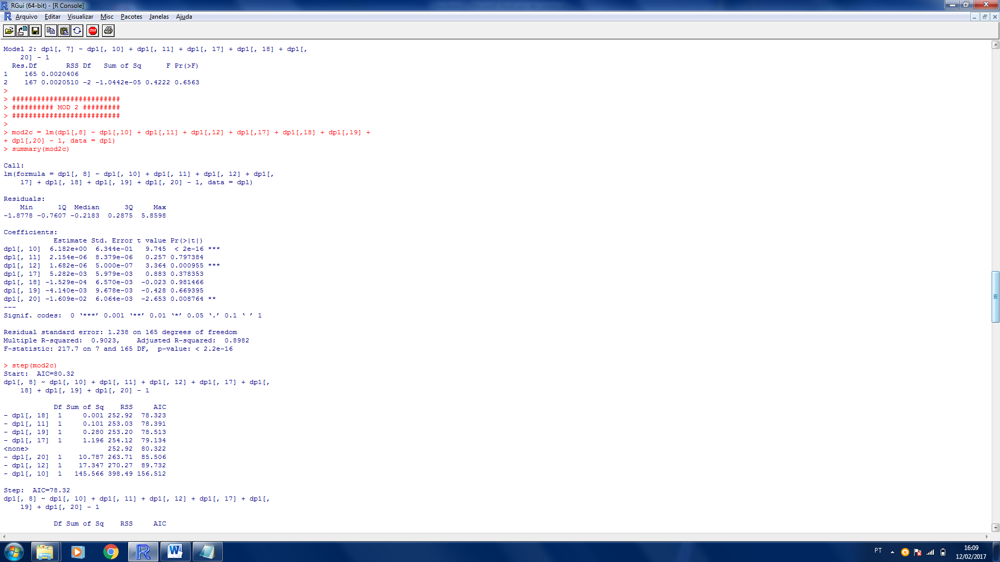 RGui (64-bit) - [R Console]
Arquivo Editar Visualizar Misc Pacotes Janelas Ajuda
STOP
Model 2: dp1[, 7] ~ dp1[, 10] + dp1[, 11] + dp1[, 17] + dp1[, 18] + dp1[,
    20] - 1
  Res.Df       RSS Df   Sum of Sq      F Pr(>F)
1    165 0.0020406
2    167 0.0020510 -2 -1.0442e-05 0.4222 0.6563
>
> ##########################
> ########## MOD 2 #########
> ##########################
>
> mod2c = lm(dp1[,8] ~ dp1[,10] + dp1[,11] + dp1[,12] + dp1[,17] + dp1[,18] + dp1[,19] +
+ dp1[,20] - 1, data = dp1)
> summary(mod2c)
Call:
lm(formula = dp1[, 8] ~ dp1[, 10] + dp1[, 11] + dp1[, 12] + dp1[,
    17] + dp1[, 18] + dp1[, 19] + dp1[, 20] - 1, data = dp1)
Residuals:
    Min      1Q  Median      3Q     Max
-1.8778 -0.7607 -0.2183  0.2875  5.8598
Coefficients:
            Estimate Std. Error t value Pr(>|t|)
dp1[, 10]  6.182e+00  6.344e-01   9.745  < 2e-16 ***
dp1[, 11]  2.154e-06  8.379e-06   0.257 0.797384
dp1[, 12]  1.682e-06  5.000e-07   3.364 0.000955 ***
dp1[, 17]  5.282e-03  5.979e-03   0.883 0.378353
dp1[, 18] -1.529e-04  6.570e-03  -0.023 0.981466
dp1[, 19] -4.140e-03  9.678e-03  -0.428 0.669395
dp1[, 20] -1.609e-02  6.064e-03  -2.653 0.008764 **
---
Signif. codes:  0 ‘***’ 0.001 ‘**’ 0.01 ‘*’ 0.05 ‘.’ 0.1 ‘ ’ 1
Residual standard error: 1.238 on 165 degrees of freedom
Multiple R-squared:  0.9023,    Adjusted R-squared:  0.8982
F-statistic: 217.7 on 7 and 165 DF,  p-value: < 2.2e-16
> step(mod2c)
Start:  AIC=80.32
dp1[, 8] ~ dp1[, 10] + dp1[, 11] + dp1[, 12] + dp1[, 17] + dp1[,
    18] + dp1[, 19] + dp1[, 20] - 1
            Df Sum of Sq    RSS     AIC
- dp1[, 18]  1     0.001 252.92  78.323
- dp1[, 11]  1     0.101 253.03  78.391
- dp1[, 19]  1     0.280 253.20  78.513
- dp1[, 17]  1     1.196 254.12  79.134
<none>                   252.92  80.322
- dp1[, 20]  1    10.787 263.71  85.506
- dp1[, 12]  1    17.347 270.27  89.732
- dp1[, 10]  1   145.566 398.49 156.512
Step:  AIC=78.32
dp1[, 8] ~ dp1[, 10] + dp1[, 11] + dp1[, 12] + dp1[, 17] + dp1[,
    19] + dp1[, 20] - 1
            Df Sum of Sq    RSS     AIC
PT
16:09
12/02/2017